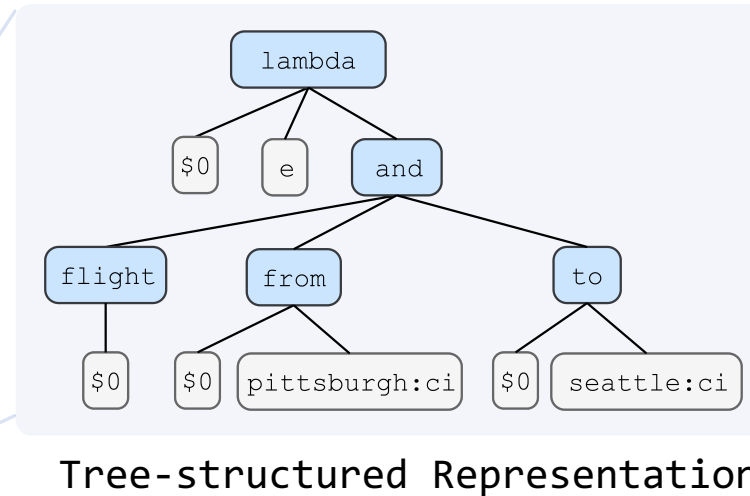 lambda
$0 e and
flight from to
$0 $0 pittsburgh:ci $0 seattle:ci
Tree-structured Representation